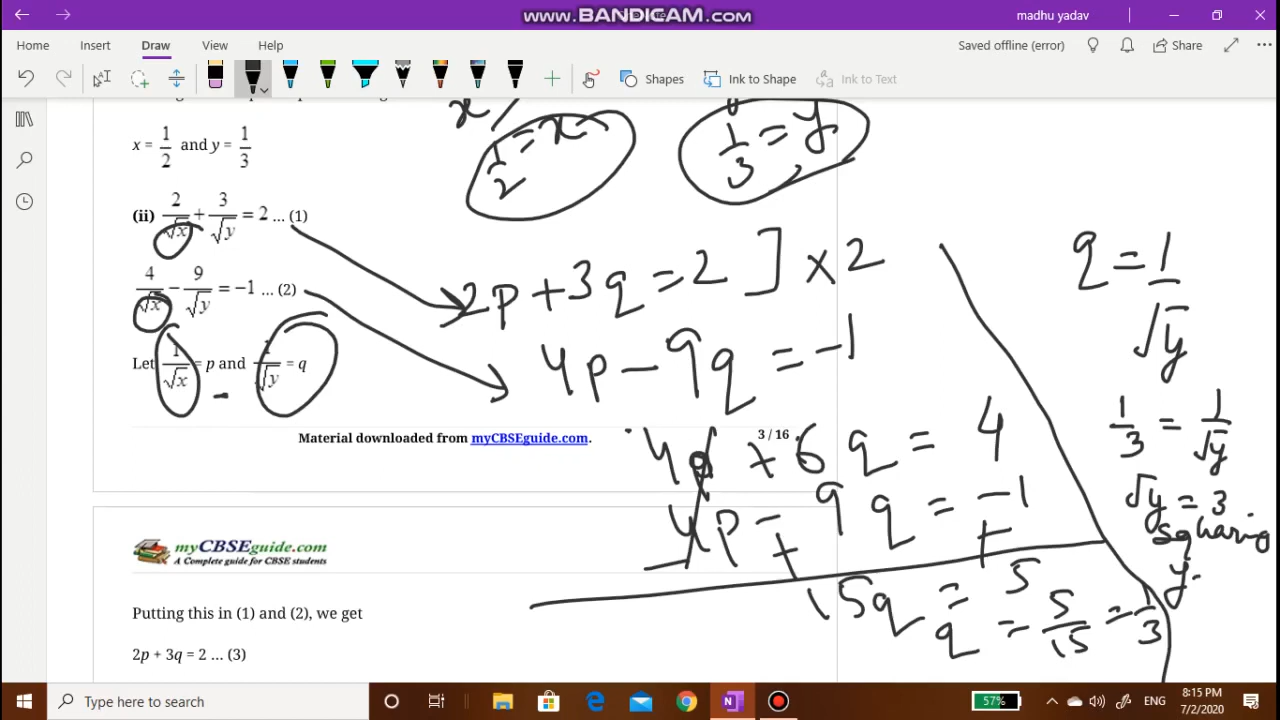 www.BANDICAM.com
madhu yadav
Home Insert Draw View Help
Saved offline (error) Share
Shapes Ink to Shape Ink to Text
x = 1/2 and y = 1/3
1/2 = x
1/3 = y
(ii) 2/√x + 3/√y = 2 ... (1)
4/√x - 9/√y = -1 ... (2)
Let 1/√x = p and 1/√y = q
2p + 3q = 2 ] × 2
4p - 9q = -1
4p + 6q = 4
4p - 9q = -1
+ +
15q = 5
q = 5/15 = 1/3
q = 1/√y
1/3 = 1/√y
√y = 3
squaring
y
Material downloaded from myCBSEguide.com. 3 / 16
myCBSEguide.com
A Complete guide for CBSE students
Putting this in (1) and (2), we get
2p + 3q = 2 ... (3)
Type here to search
57%
ENG
8:15 PM
7/2/2020